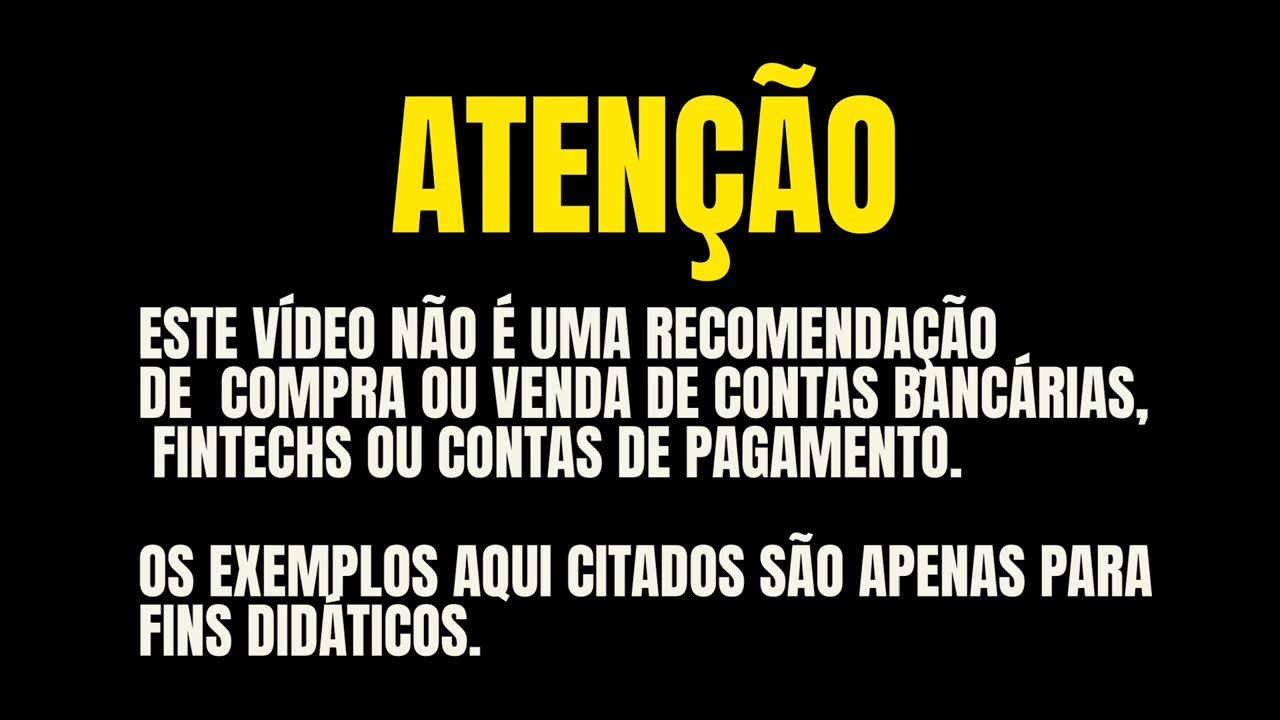 ATENÇÃO
ESTE VÍDEO NÃO É UMA RECOMENDAÇÃO
DE COMPRA OU VENDA DE CONTAS BANCÁRIAS,
FINTECHS OU CONTAS DE PAGAMENTO.
OS EXEMPLOS AQUI CITADOS SÃO APENAS PARA
FINS DIDÁTICOS.